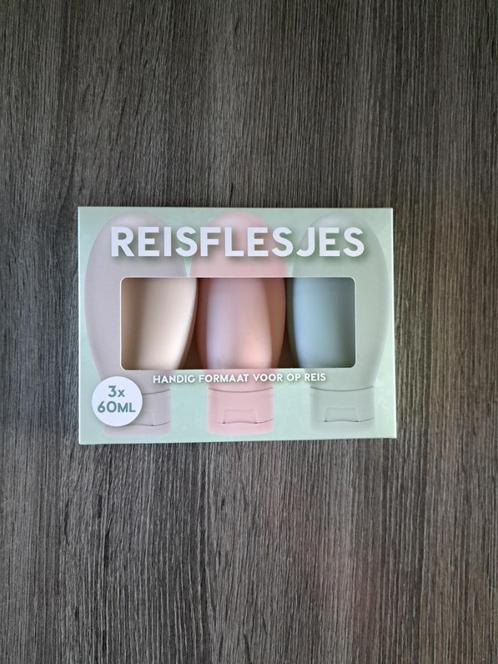 REISFLESJES
HANDIG FORMAAT VOOR OP REIS
3x
60ML